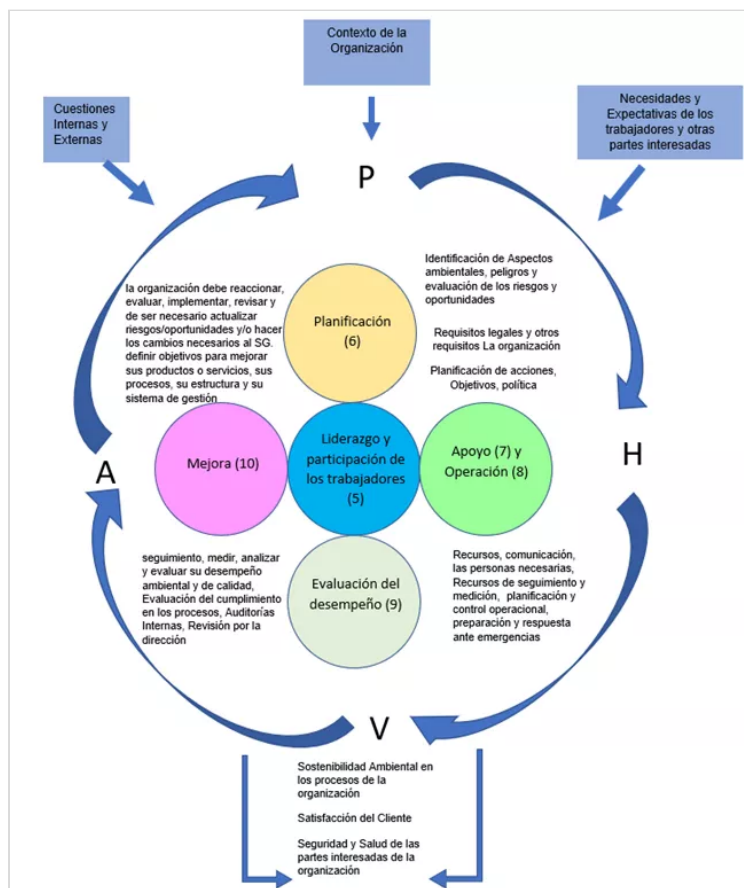 Contexto de la
Organización
Cuestiones
Internas y
Externas
Necesidades y
Expectativas de los
trabajadores y otras
partes interesadas
P
Identificación de Aspectos
ambientales, peligros y
evaluación de los riesgos y
oportunidades
Requisitos legales y otros
requisitos La organización
Planificación de acciones,
Objetivos, política
la organización debe reaccionar,
evaluar, implementar, revisar y
de ser necesario actualizar
riesgos/oportunidades y/o hacer
los cambios necesarios al SG.
definir objetivos para mejorar
sus productos o servicios, sus
procesos, su estructura y su
sistema de gestión
Planificación
(6)
A
Mejora (10)
Liderazgo y
participación de
los trabajadores
(5)
Apoyo (7) y
Operación (8)
H
seguimiento, medir, analizar
y evaluar su desempeño
ambiental y de calidad,
Evaluación del cumplimiento
en los procesos, Auditorías
Internas, Revisión por la
dirección
Evaluación del
desempeño (9)
Recursos, comunicación,
las personas necesarias,
Recursos de seguimiento y
medición, planificación y
control operacional,
preparación y respuesta
ante emergencias
V
Sostenibilidad Ambiental en
los procesos de la
organización
Satisfacción del Cliente
Seguridad y Salud de las
partes interesadas de la
organización